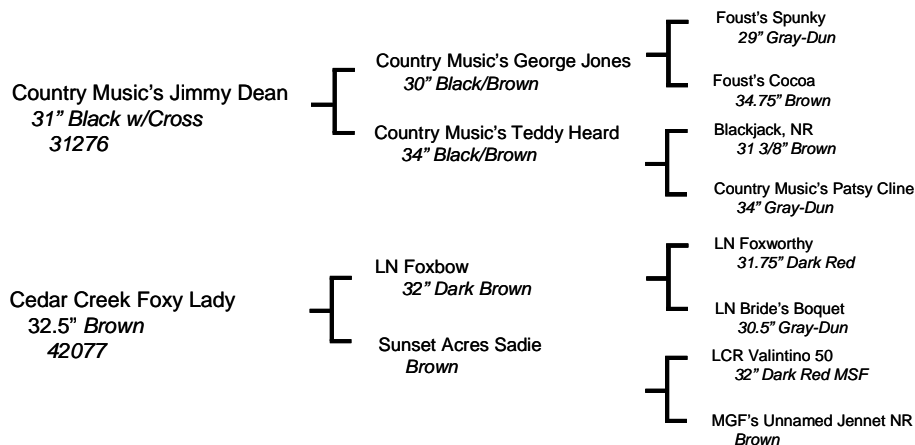 Country Music's Jimmy Dean
31" Black w/Cross
31276
Country Music's George Jones
30" Black/Brown
Country Music's Teddy Heard
34" Black/Brown
Foust's Spunky
29" Gray-Dun
Foust's Cocoa
34.75" Brown
Blackjack, NR
31 3/8" Brown
Country Music's Patsy Cline
34" Gray-Dun
Cedar Creek Foxy Lady
32.5" Brown
42077
LN Foxbow
32" Dark Brown
Sunset Acres Sadie
Brown
LN Foxworthy
31.75" Dark Red
LN Bride's Boquet
30.5" Gray-Dun
LCR Valintino 50
32" Dark Red MSF
MGF's Unnamed Jennet NR
Brown